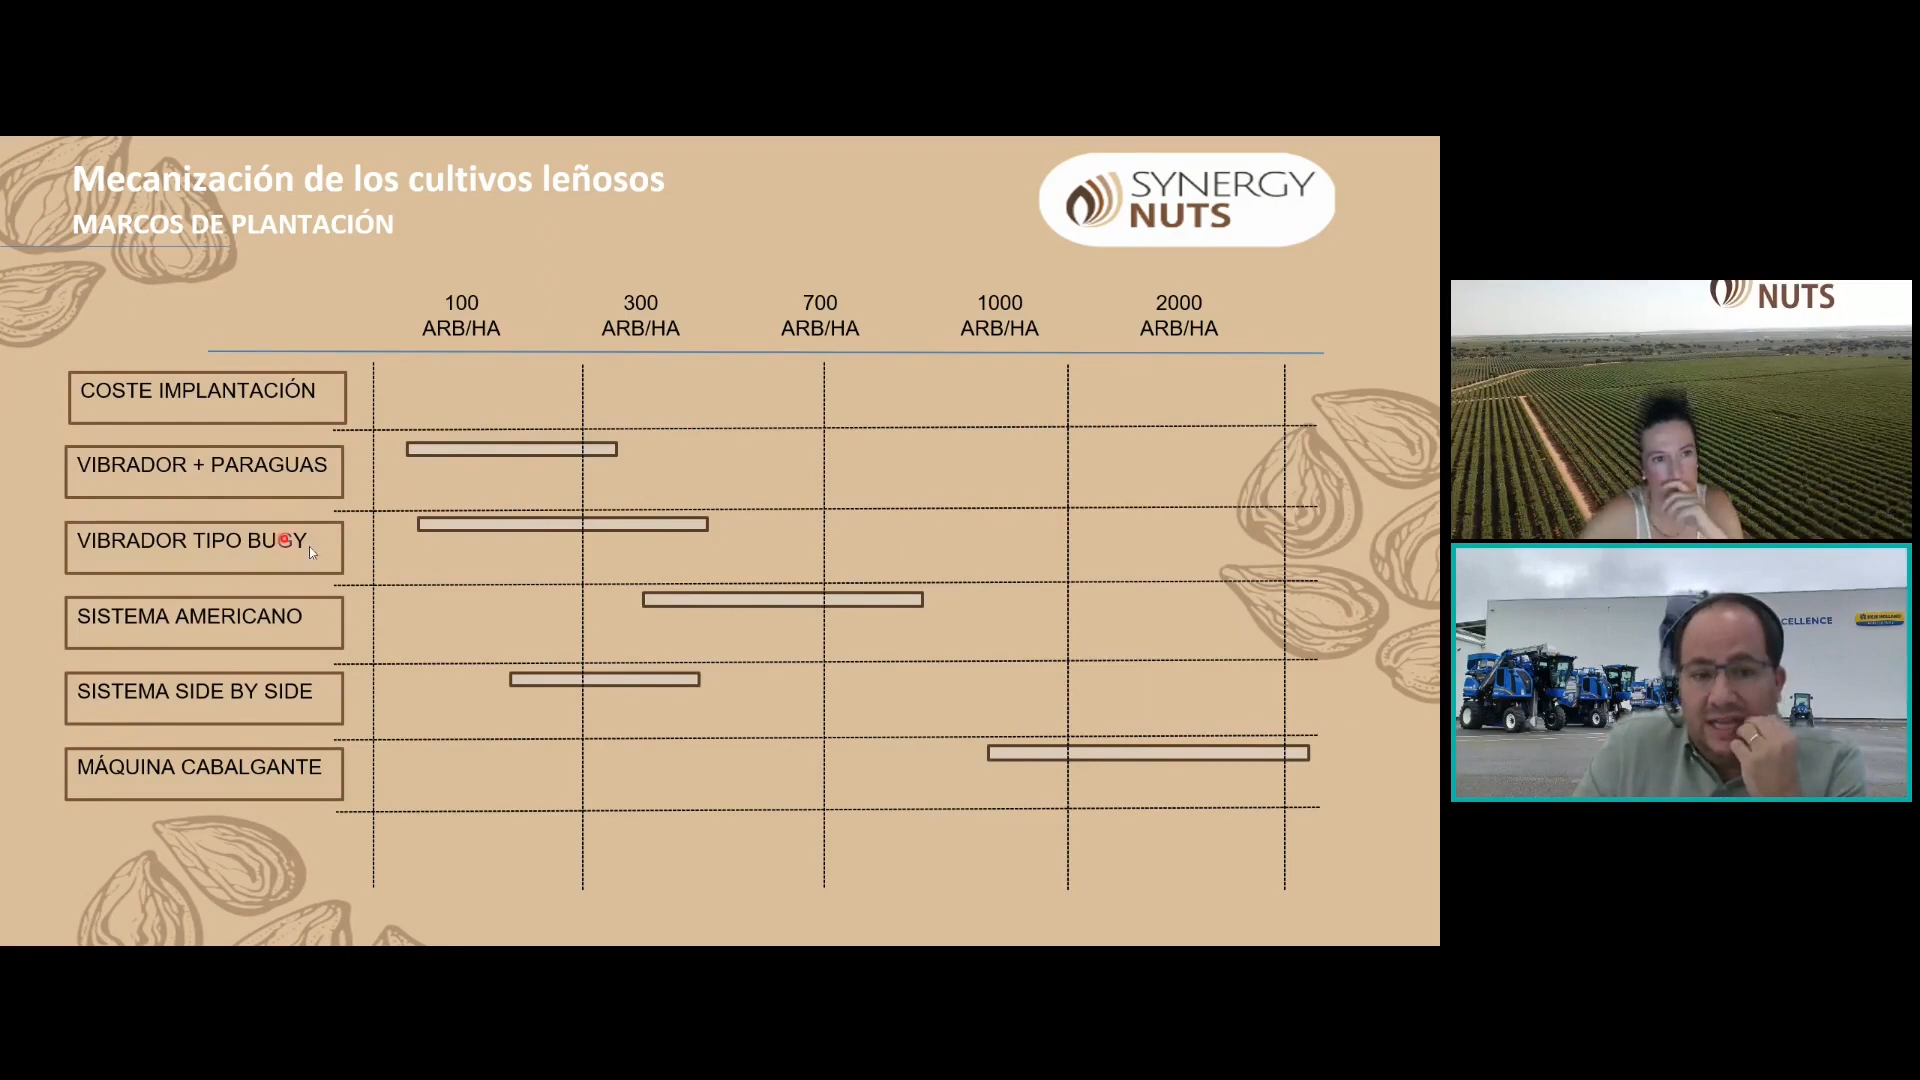 Mecanización de los cultivos leñosos
MARCOS DE PLANTACIÓN
SYNERGY
NUTS
100
ARB/HA
300
ARB/HA
700
ARB/HA
1000
ARB/HA
2000
ARB/HA
COSTE IMPLANTACIÓN
VIBRADOR + PARAGUAS
VIBRADOR TIPO BUGY
SISTEMA AMERICANO
SISTEMA SIDE BY SIDE
MÁQUINA CABALGANTE
NUTS
CELLENCE
NEW HOLLAND